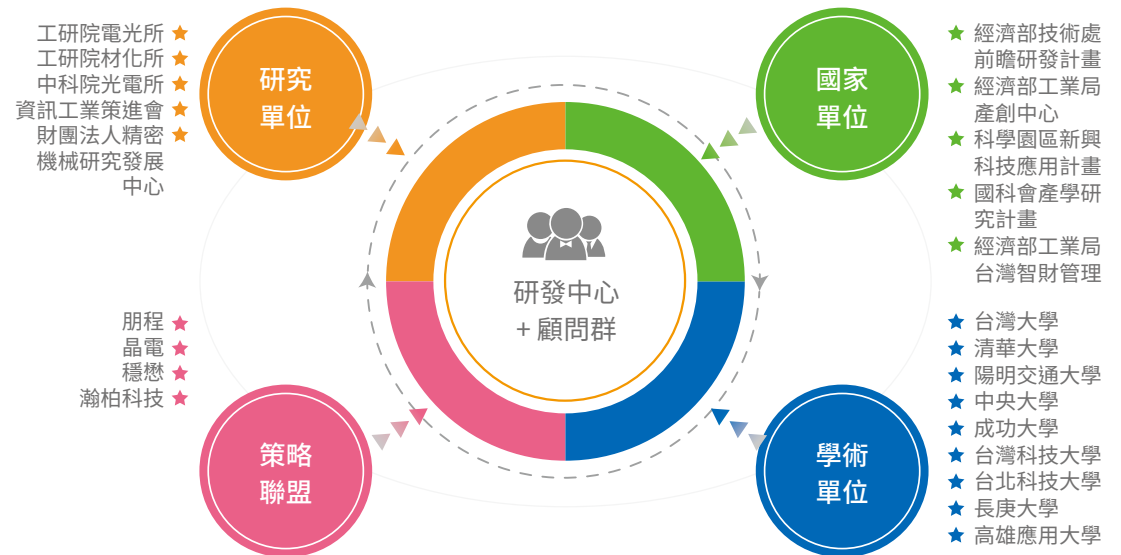 工研院電光所
工研院材化所
中科院光電所
資訊工業策進會
財團法人精密
機械研究發展
中心
研究
單位
國家
單位
經濟部技術處
前瞻研發計畫
經濟部工業局
產創中心
科學園區新興
科技應用計畫
國科會產學研
究計畫
經濟部工業局
台灣智財管理
研發中心
+ 顧問群
朋程
晶電
穩懋
瀚柏科技
策略
聯盟
學術
單位
台灣大學
清華大學
陽明交通大學
中央大學
成功大學
台灣科技大學
台北科技大學
長庚大學
高雄應用大學